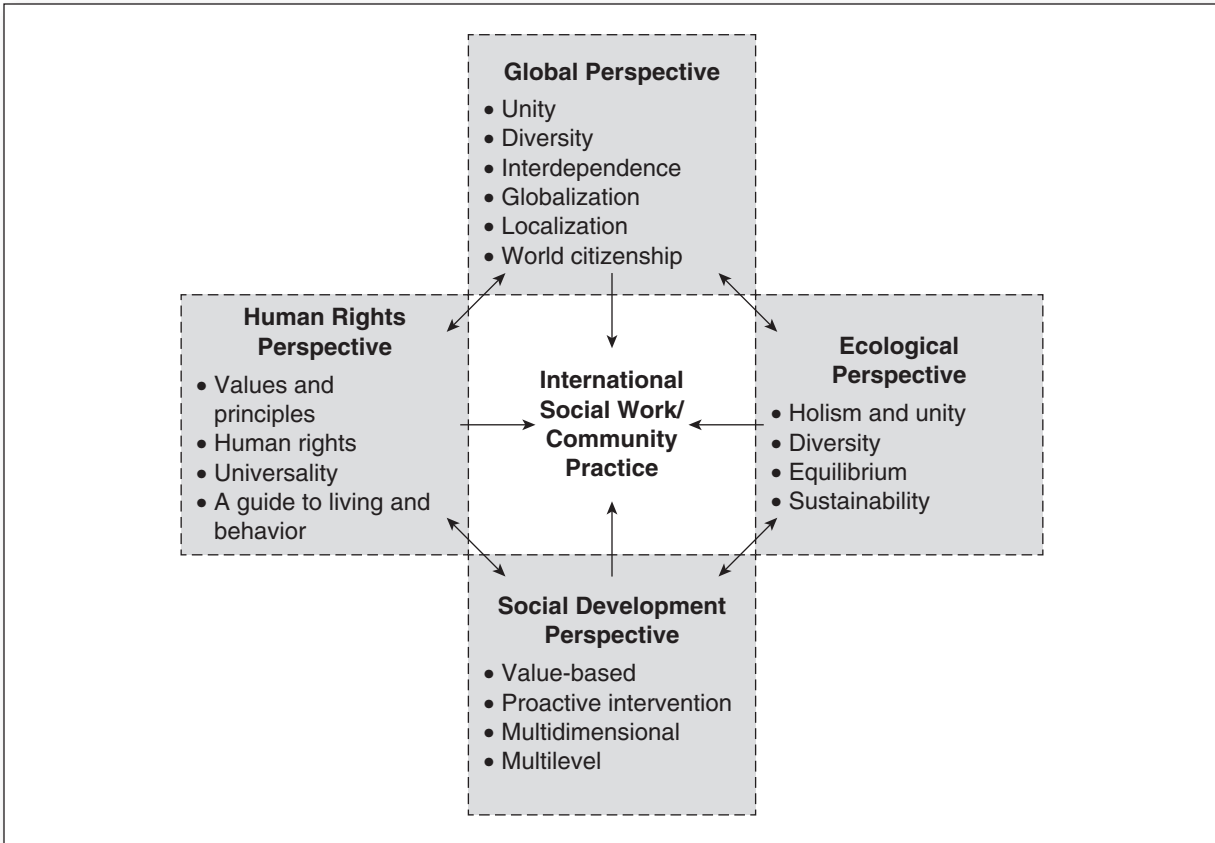 Global Perspective
• Unity
• Diversity
• Interdependence
• Globalization
• Localization
• World citizenship
Human Rights
Perspective
• Values and
principles
• Human rights
• Universality
• A guide to living and
behavior
International
Social Work/
Community
Practice
Ecological
Perspective
• Holism and unity
• Diversity
• Equilibrium
• Sustainability
Social Development
Perspective
• Value-based
• Proactive intervention
• Multidimensional
• Multilevel